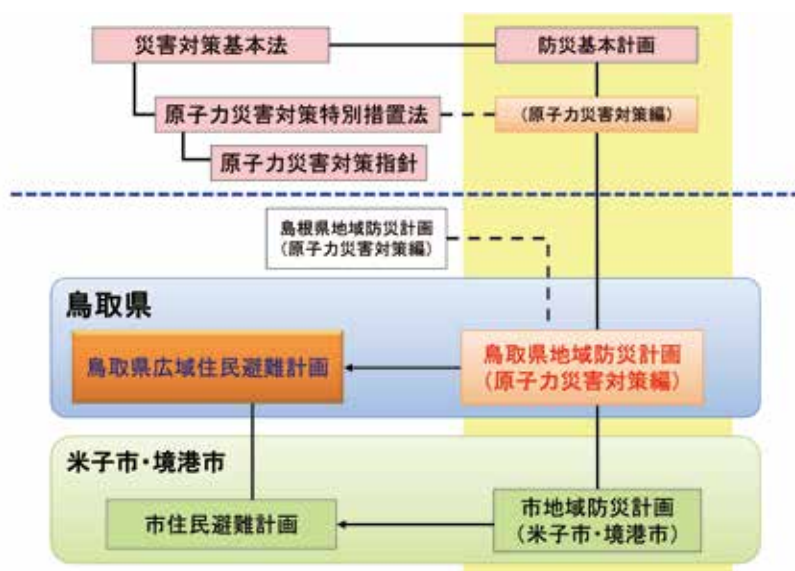 災害対策基本法
防災基本計画
原子力災害対策特別措置法
(原子力災害対策編)
原子力災害対策指針
島根県地域防災計画
(原子力災害対策編)
鳥取県
鳥取県広域住民避難計画
鳥取県地域防災計画
(原子力災害対策編)
米子市・境港市
市住民避難計画
市地域防災計画
(米子市・境港市)